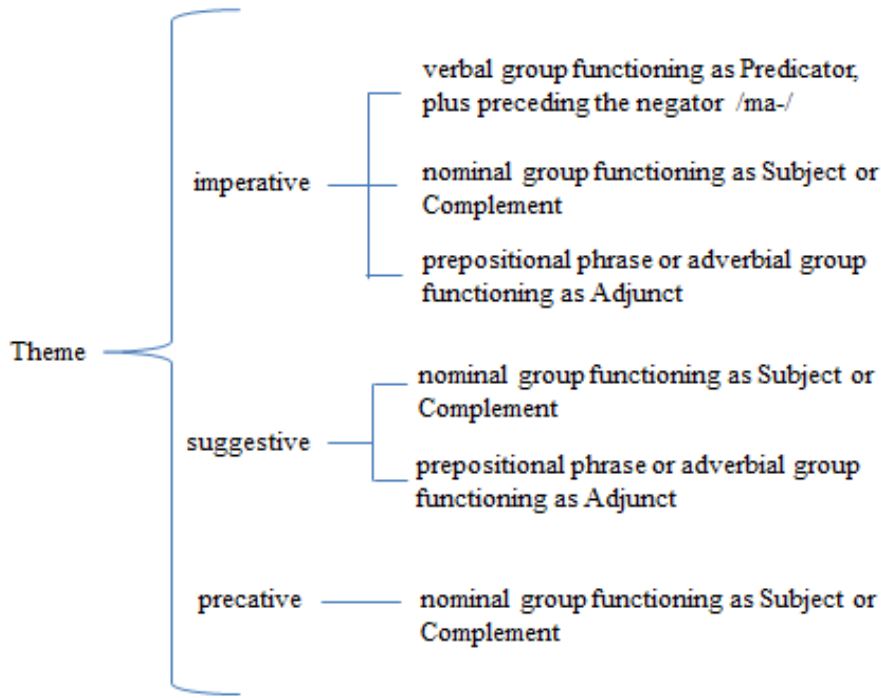 verbal group functioning as Predicator,
plus preceding the negator /ma-/
imperative
nominal group functioning as Subject or
Complement
prepositional phrase or adverbial group
functioning as Adjunct
Theme
nominal group functioning as Subject or
Complement
suggestive
prepositional phrase or adverbial group
functioning as Adjunct
precative
nominal group functioning as Subject or
Complement